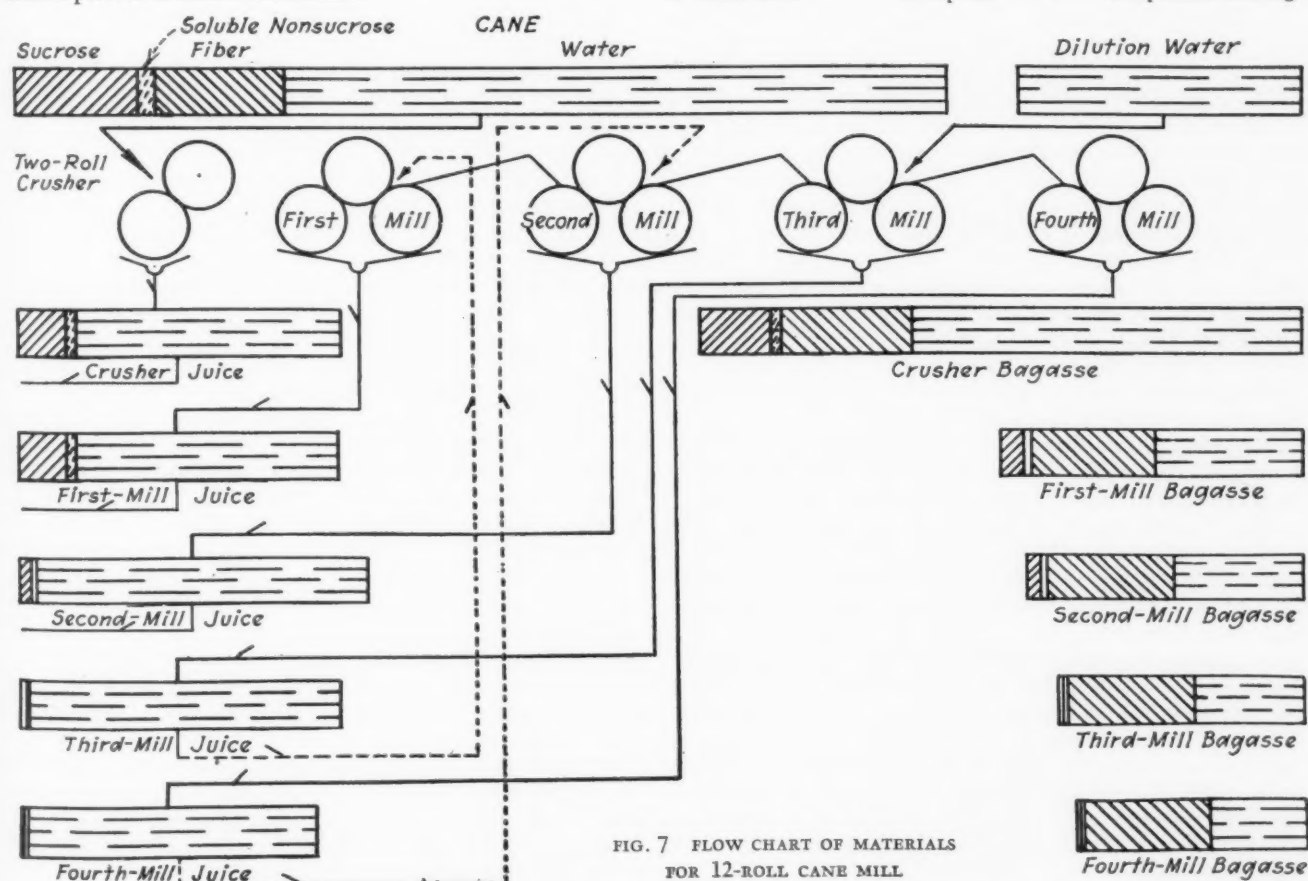 Soluble Nonsucrose
CANE
Sucrose
Fiber
Water
Dilution Water
Two-Roll
Crusher
First
Mill
Second
Mill
Third
Mill
Fourth
Mill
Crusher Juice
Crusher Bagasse
First-Mill Juice
First-Mill Bagasse
Second-Mill Juice
Second-Mill Bagasse
Third-Mill Juice
Third-Mill Bagasse
Fourth-Mill Juice
Fourth-Mill Bagasse
FIG. 7 FLOW CHART OF MATERIALS
FOR 12-ROLL CANE MILL